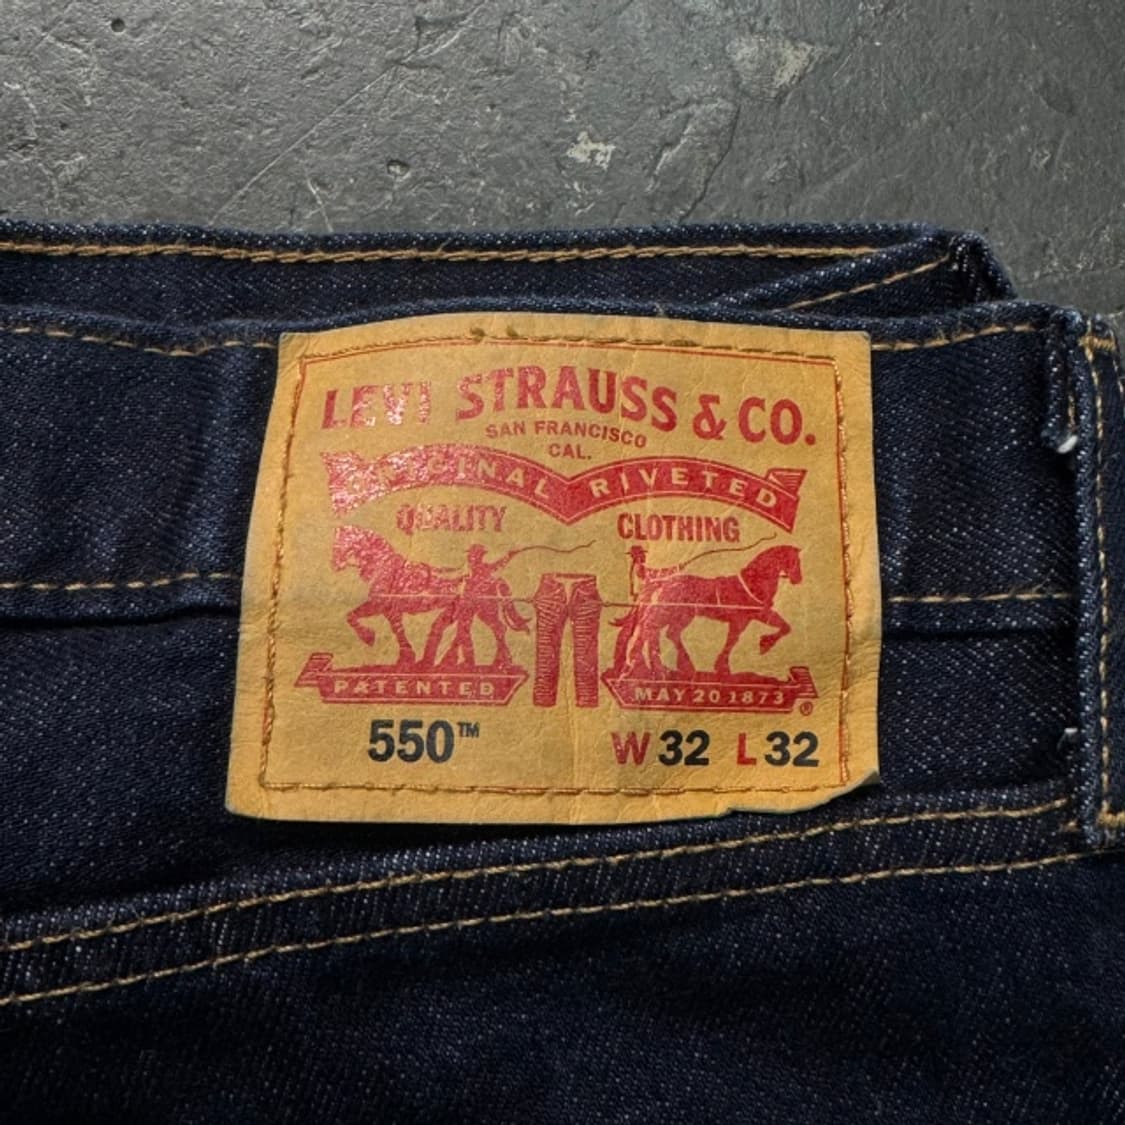 LEVI STRAUSS & CO.
SAN FRANCISCO
CAL.
ORIGINAL RIVETED
QUALITY CLOTHING
PATENTED MAY 20 1873 ®
550™ W 32 L 32